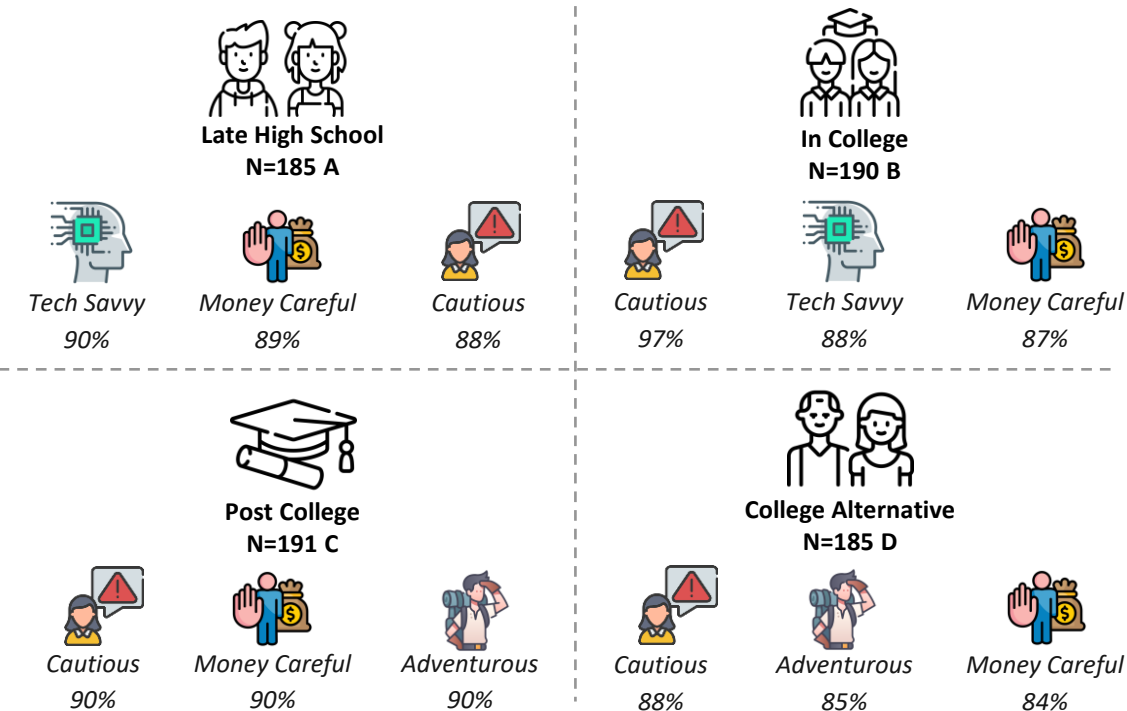 Late High School
N=185 A
Tech Savvy
90%
Money Careful
89%
Cautious
88%
In College
N=190 B
Cautious
97%
Tech Savvy
88%
Money Careful
87%
Post College
N=191 C
Cautious
90%
Money Careful
90%
Adventurous
90%
College Alternative
N=185 D
Cautious
88%
Adventurous
85%
Money Careful
84%